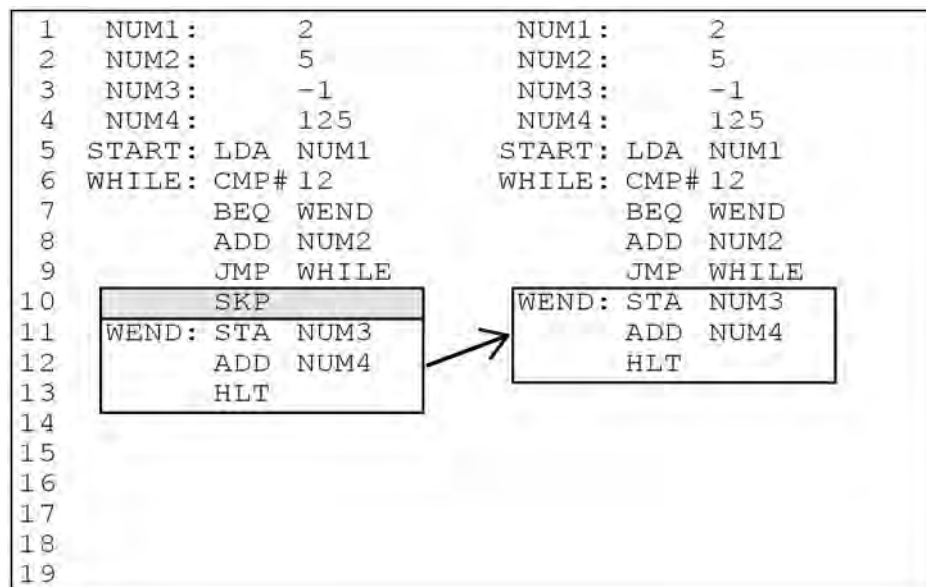 1 NUM1: 2 NUM1: 2
2 NUM2: 5 NUM2: 5
3 NUM3: -1 NUM3: -1
4 NUM4: 125 NUM4: 125
5 START: LDA NUM1 START: LDA NUM1
6 WHILE: CMP# 12 WHILE: CMP# 12
7 BEQ WEND BEQ WEND
8 ADD NUM2 ADD NUM2
9 JMP WHILE JMP WHILE
10 SKP WEND: STA NUM3
11 WEND: STA NUM3 ADD NUM4
12 ADD NUM4 HLT
13 HLT
14
15
16
17
18
19